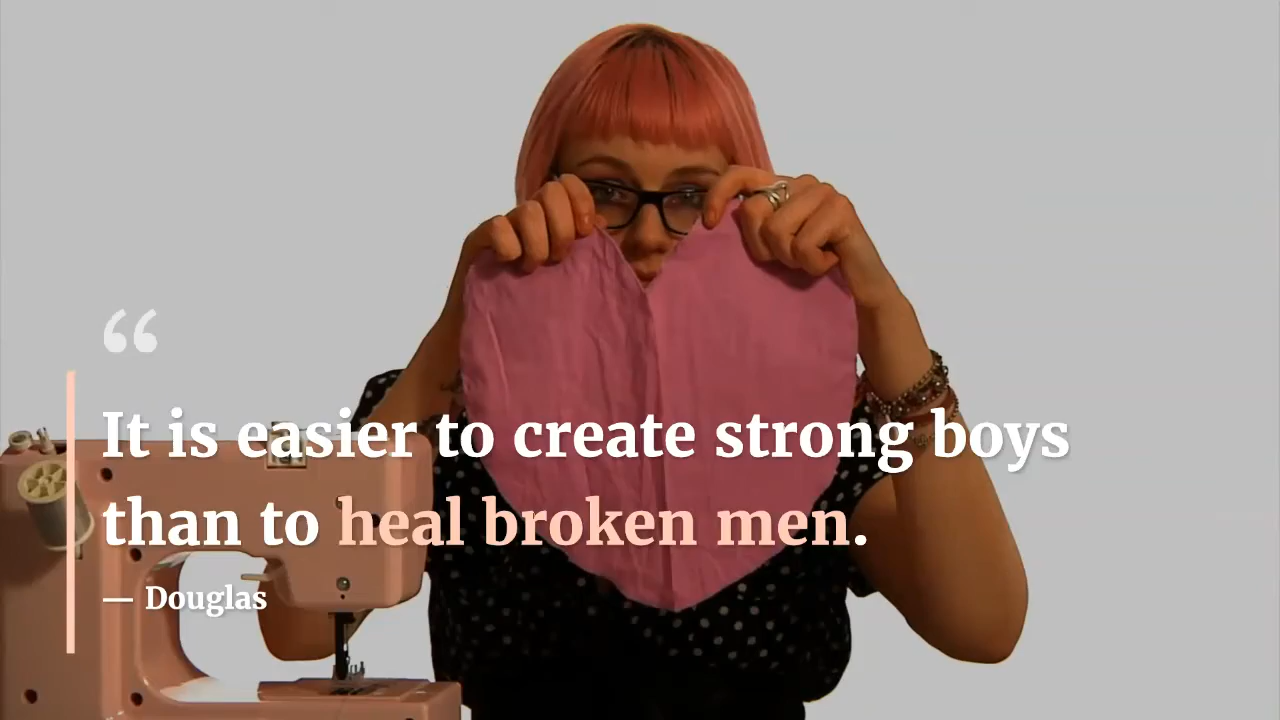 “
It is easier to create strong boys
than to heal broken men.
— Douglas